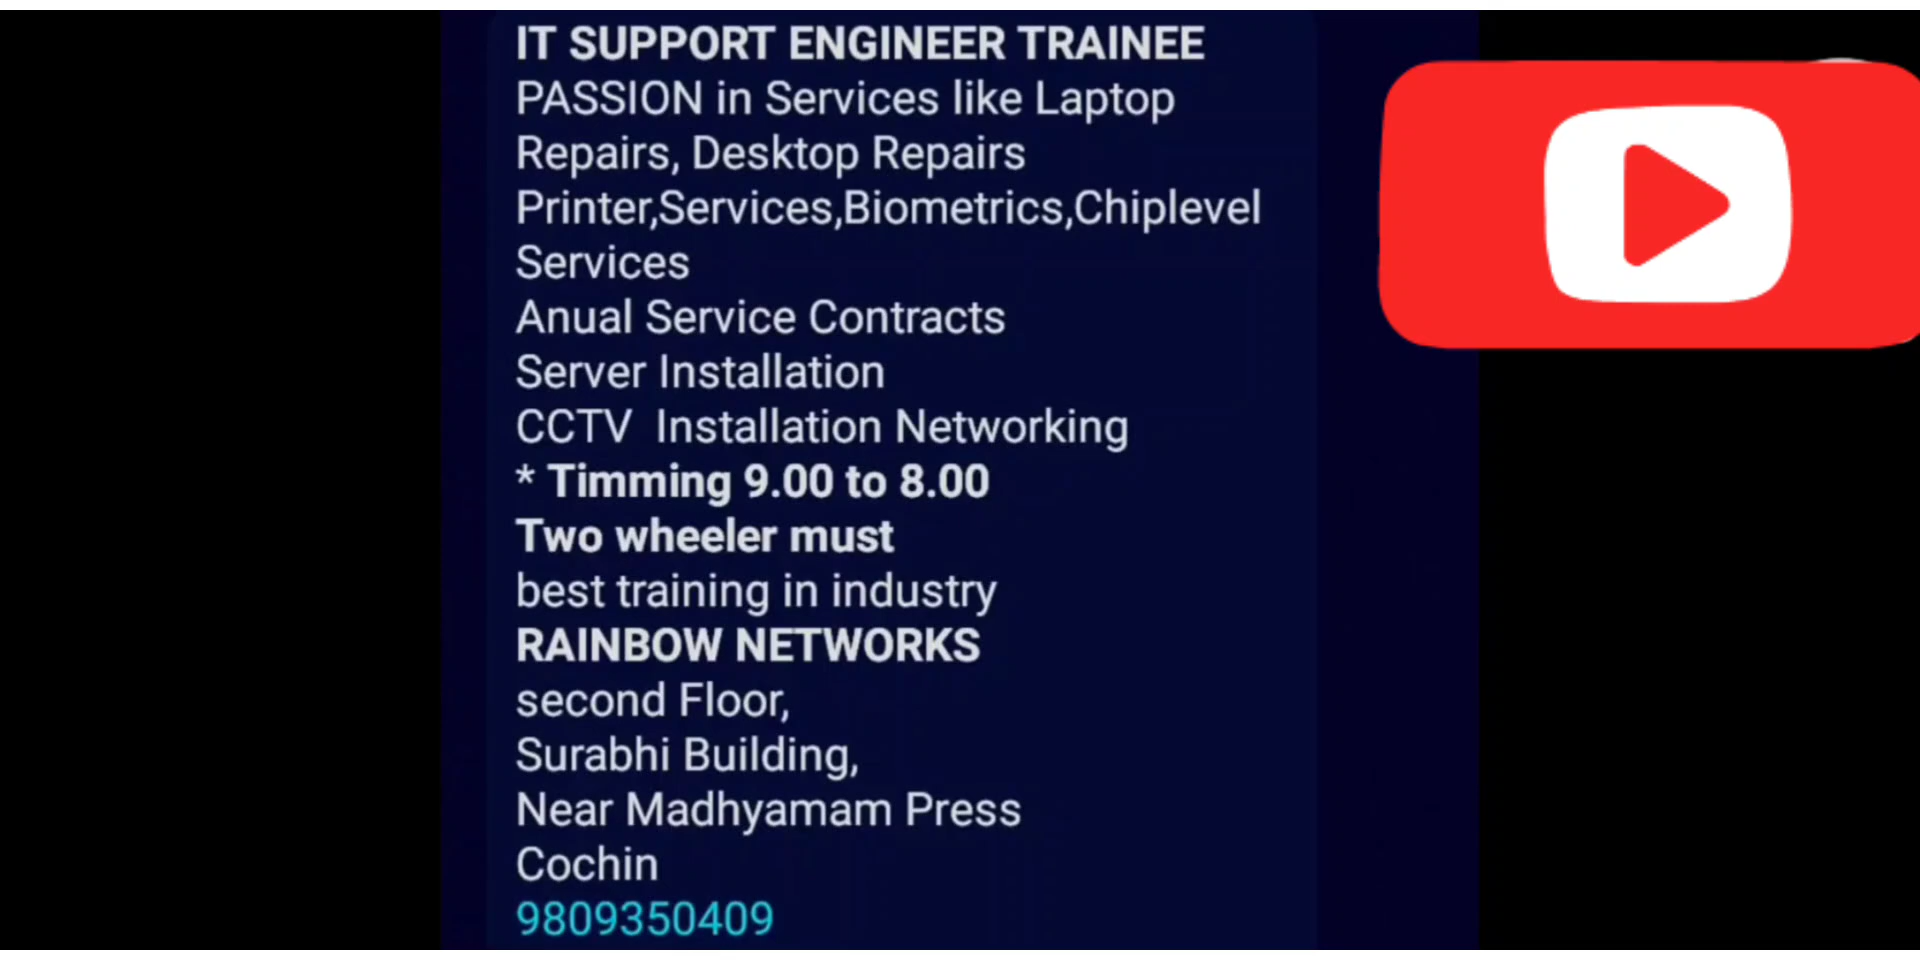 IT SUPPORT ENGINEER TRAINEE
PASSION in Services like Laptop
Repairs, Desktop Repairs
Printer,Services,Biometrics,Chiplevel
Services
Anual Service Contracts
Server Installation
CCTV  Installation Networking
* Timming 9.00 to 8.00
Two wheeler must
best training in industry
RAINBOW NETWORKS
second Floor,
Surabhi Building,
Near Madhyamam Press
Cochin
9809350409